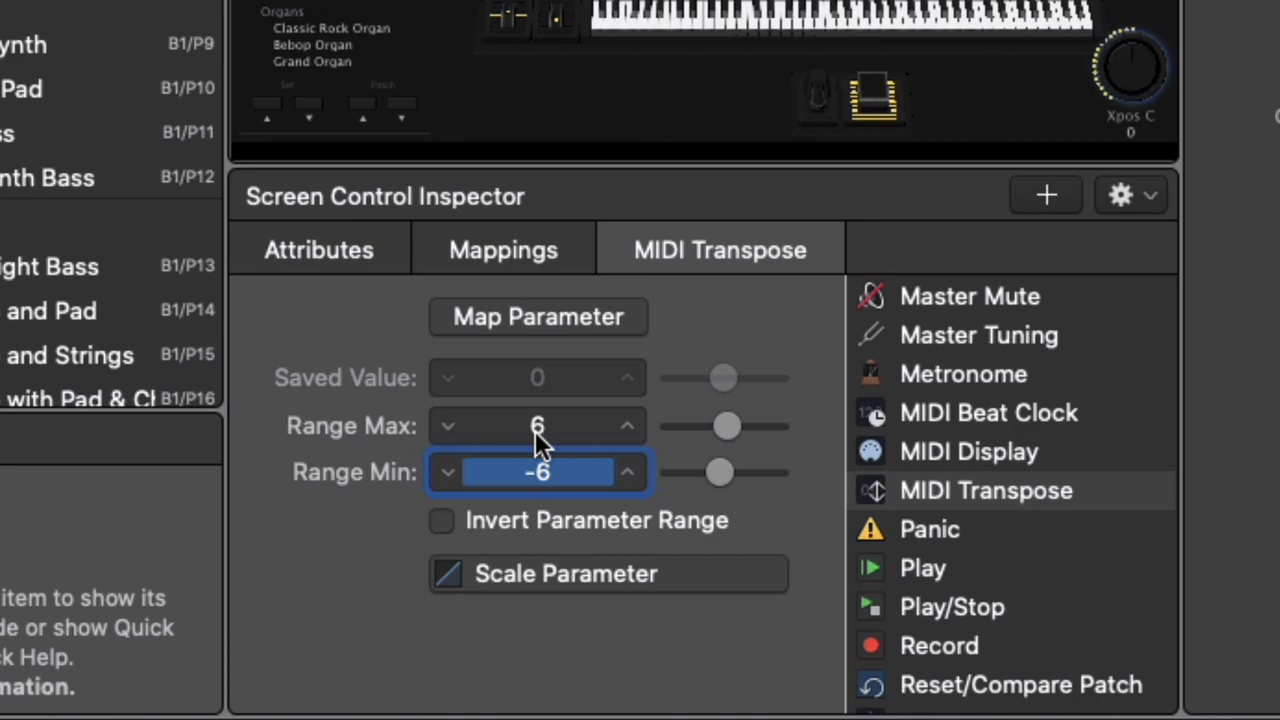 ynth B1/P9
Pad B1/P10
ss B1/P11
nth Bass B1/P12
ight Bass B1/P13
and Pad B1/P14
and Strings B1/P15
with Pad & Ch B1/P16
item to show its
de or show Quick
ck Help.
mation.
Organs
Classic Rock Organ
Bebop Organ
Grand Organ
Set Patch
Xpos C
0
Screen Control Inspector
Attributes Mappings MIDI Transpose
Map Parameter
Saved Value: 0
Range Max: 6
Range Min: -6
Invert Parameter Range
Scale Parameter
Master Mute
Master Tuning
Metronome
MIDI Beat Clock
MIDI Display
MIDI Transpose
Panic
Play
Play/Stop
Record
Reset/Compare Patch